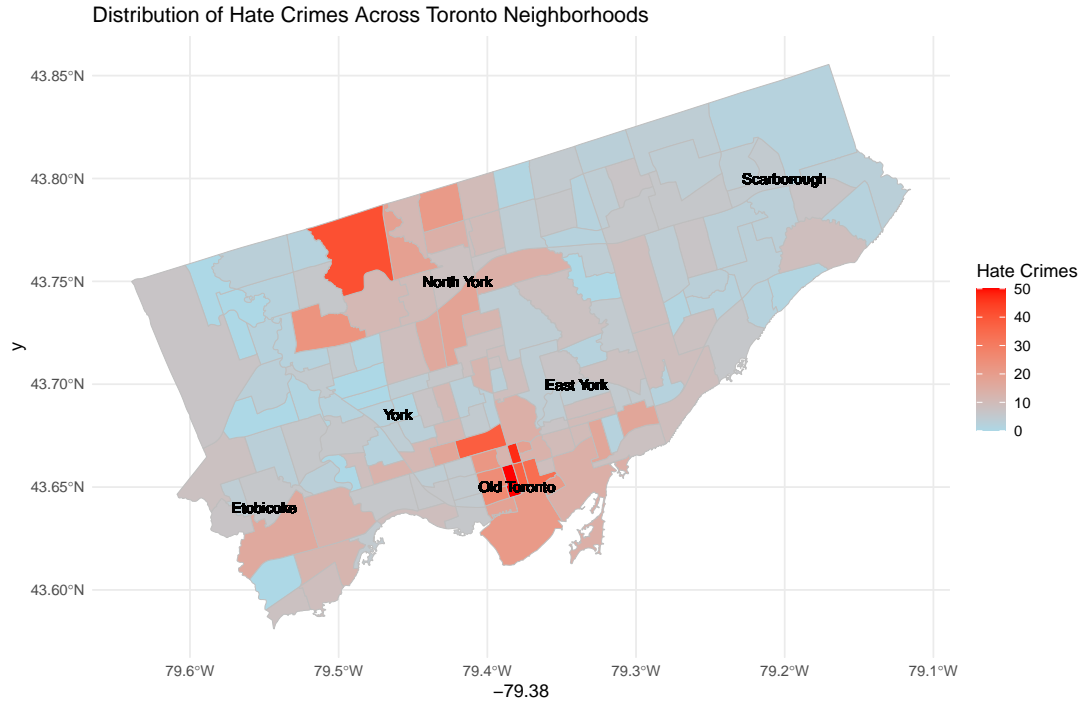 Distribution of Hate Crimes Across Toronto Neighborhoods
43.85°N
43.80°N
Scarborough
43.75°N
North York
Hate Crimes
50
40
30
20
10
0
y
43.70°N
East York
York
43.65°N
Old Toronto
Etobicoke
43.60°N
79.6°W
79.5°W
79.4°W
79.3°W
79.2°W
79.1°W
−79.38